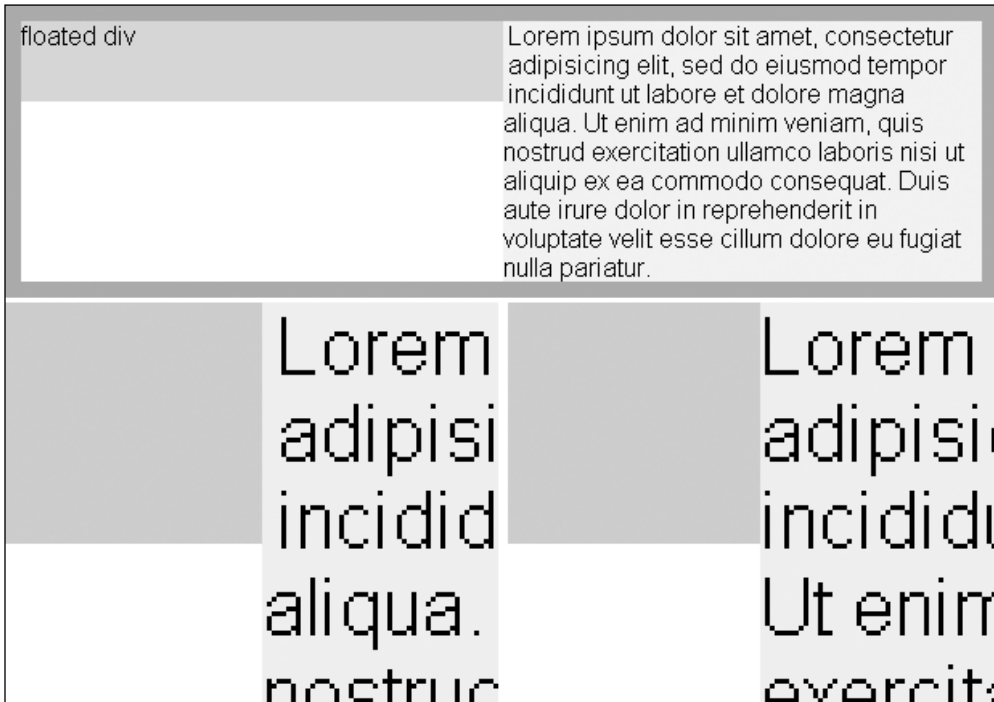 floated div
Lorem ipsum dolor sit amet, consectetur
adipisicing elit, sed do eiusmod tempor
incididunt ut labore et dolore magna
aliqua. Ut enim ad minim veniam, quis
nostrud exercitation ullamco laboris nisi ut
aliquip ex ea commodo consequat. Duis
aute irure dolor in reprehenderit in
voluptate velit esse cillum dolore eu fugiat
nulla pariatur.
Lorem
adipisi
incidid
aliqua.
nostruc
Lorem
adipisi
incididu
Ut enim
exercita